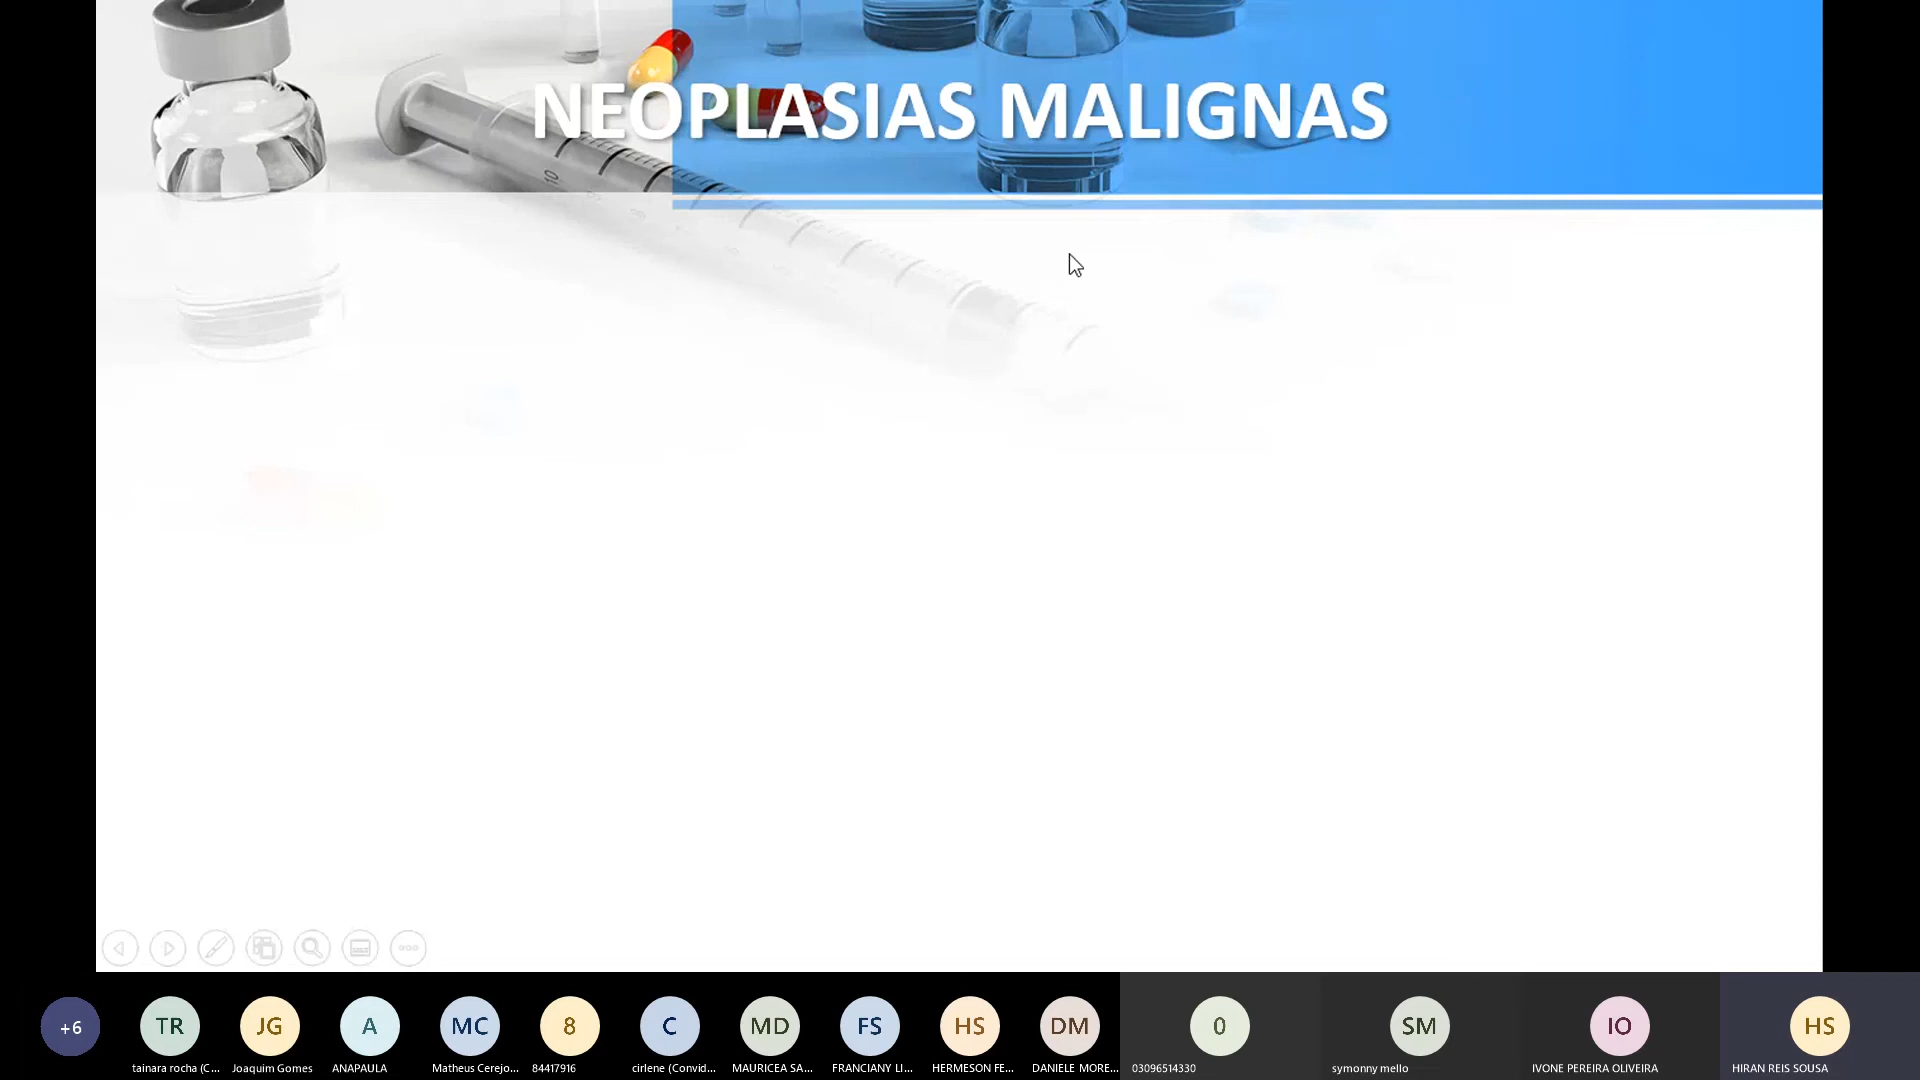 NEOPLASIAS MALIGNAS
10
+6
TR
JG
A
MC
8
C
MD
FS
HS
DM
0
SM
IO
HS
tainara rocha (C...
Joaquim Gomes
ANAPAULA
Matheus Cerejo...
84417916
cirlene (Convid...
MAURICEA SA...
FRANCIANY LI...
HERMESON FE...
DANIELE MORE...
03096514330
symonny mello
IVONE PEREIRA OLIVEIRA
HIRAN REIS SOUSA